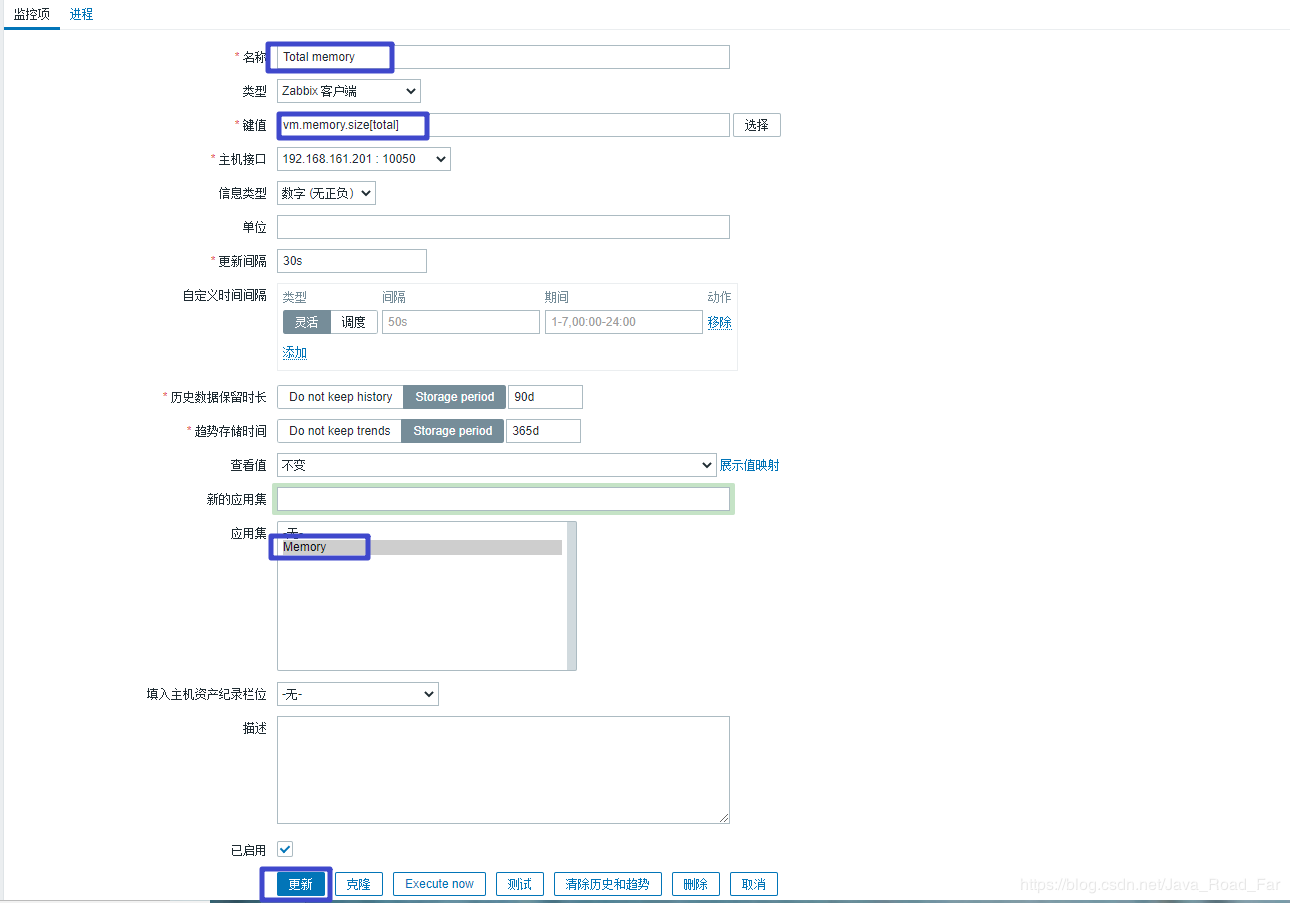 监控项 进程
* 名称 Total memory
类型 Zabbix 客户端
* 键值 vm.memory.size[total] 选择
* 主机接口 192.168.161.201 : 10050
信息类型 数字 (无正负)
单位
* 更新间隔 30s
自定义时间间隔 类型 间隔 期间 动作
灵活 调度 50s 1-7,00:00-24:00 移除
添加
* 历史数据保留时长 Do not keep history Storage period 90d
* 趋势存储时间 Do not keep trends Storage period 365d
查看值 不变 展示值映射
新的应用集
应用集 -无-
Memory
填入主机资产纪录栏位 -无-
描述
已启用
更新 克隆 Execute now 测试 清除历史和趋势 删除 取消
https://blog.csdn.net/Java_Road_Far